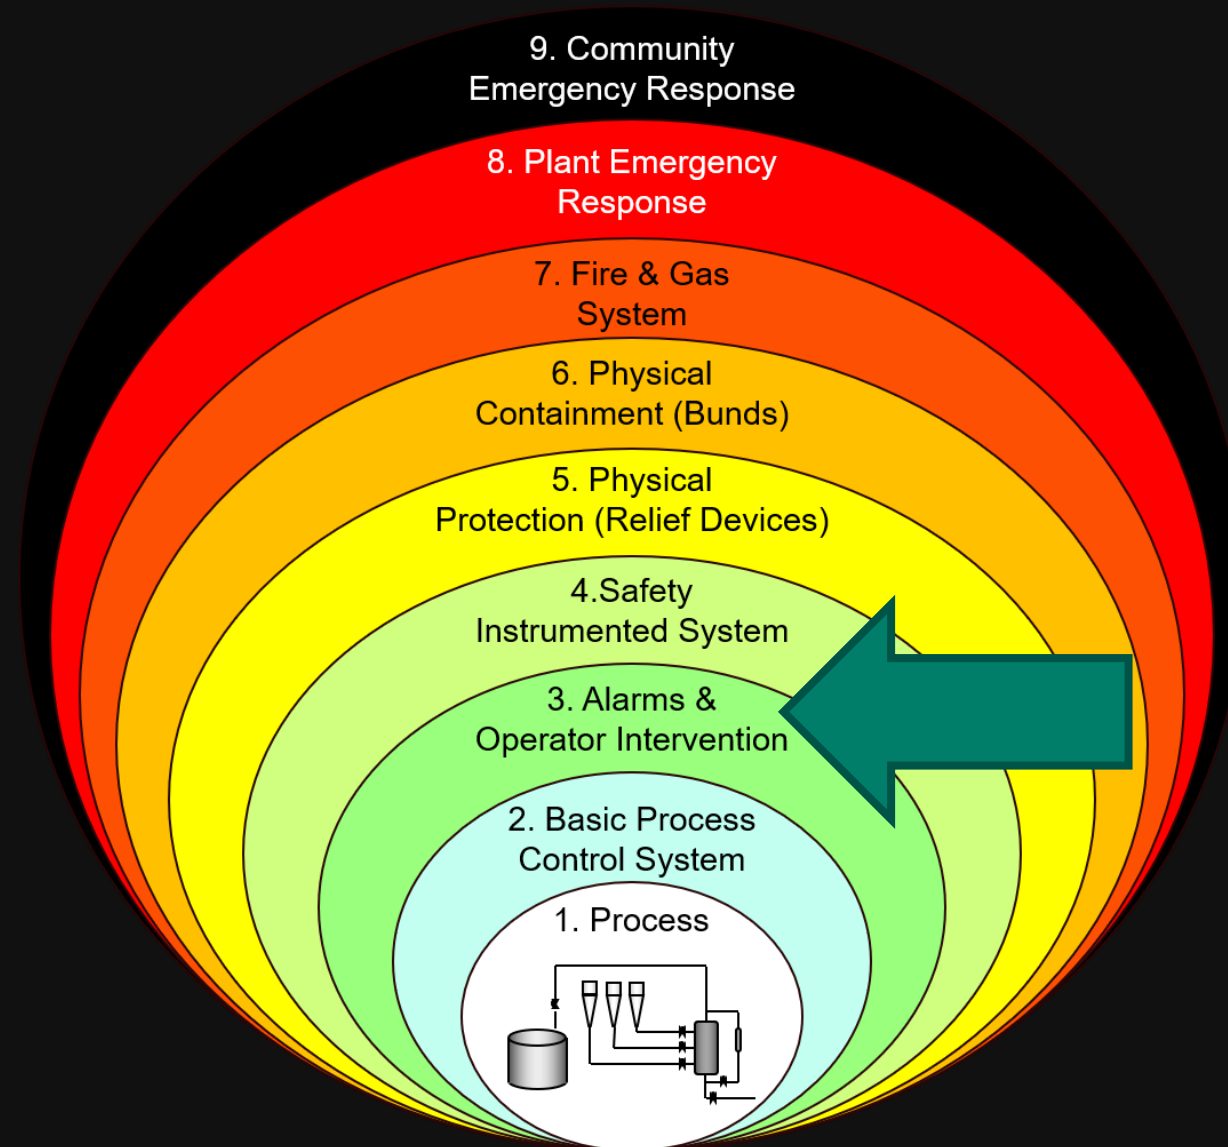 9. Community
Emergency Response
8. Plant Emergency
Response
7. Fire & Gas
System
6. Physical
Containment (Bunds)
5. Physical
Protection (Relief Devices)
4.Safety
Instrumented System
3. Alarms &
Operator Intervention
2. Basic Process
Control System
1. Process